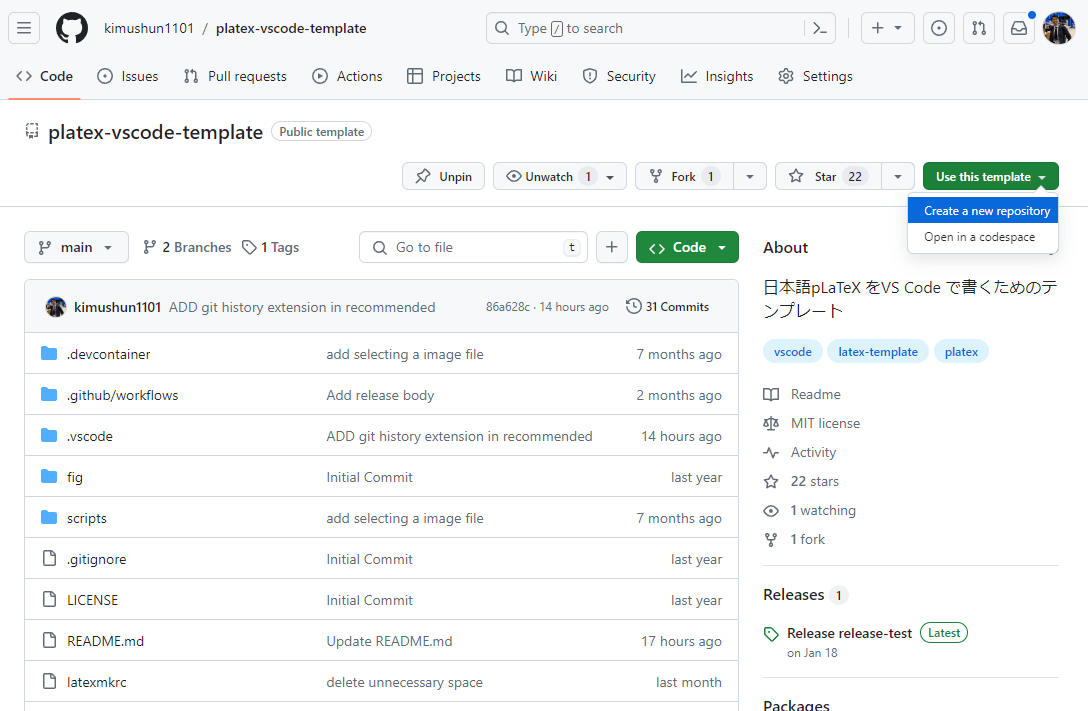 kimushun1101 / platex-vscode-template
Type / to search
Code Issues Pull requests Actions Projects Wiki Security Insights Settings
platex-vscode-template Public template
Unpin Unwatch 1 Fork 1 Star 22 Use this template
Create a new repository
Open in a codespace
main 2 Branches 1 Tags Go to file t Code
kimushun1101 ADD git history extension in recommended 86a628c · 14 hours ago 31 Commits
.devcontainer add selecting a image file 7 months ago
.github/workflows Add release body 2 months ago
.vscode ADD git history extension in recommended 14 hours ago
fig Initial Commit last year
scripts add selecting a image file 7 months ago
.gitignore Initial Commit last year
LICENSE Initial Commit last year
README.md Update README.md 17 hours ago
latexmkrc delete unnecessary space last month
About
日本語pLaTeX をVS Code で書くためのテ
ンプレート
vscode latex-template platex
Readme
MIT license
Activity
22 stars
1 watching
1 fork
Releases 1
Release release-test Latest
on Jan 18
Packages